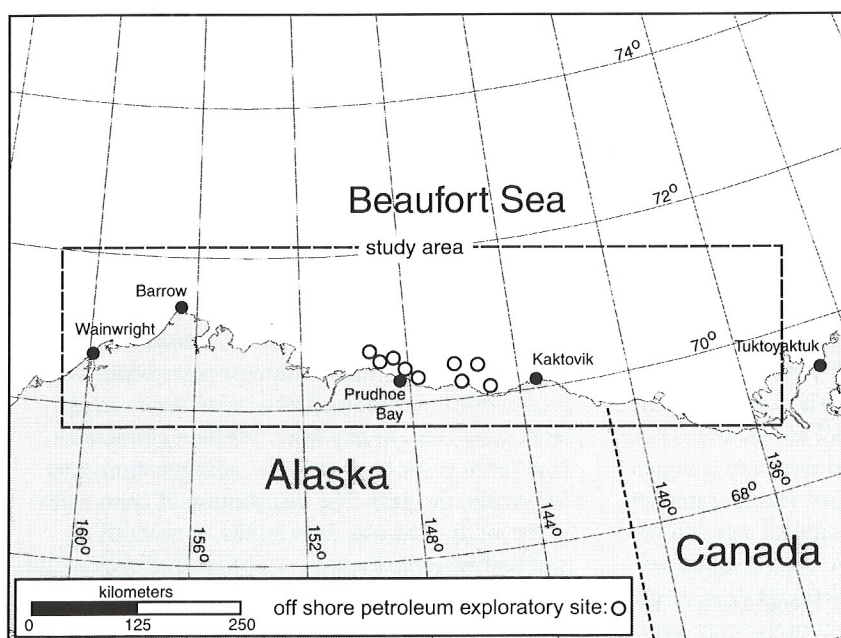 74°
Beaufort Sea
72°
study area
Barrow
Wainwright
70°
Tuktoyaktuk
Kaktovik
Prudhoe
Bay
Alaska
136°
68°
140°
144°
148°
152°
156°
160°
Canada
kilometers
0 125 250
off shore petroleum exploratory site: